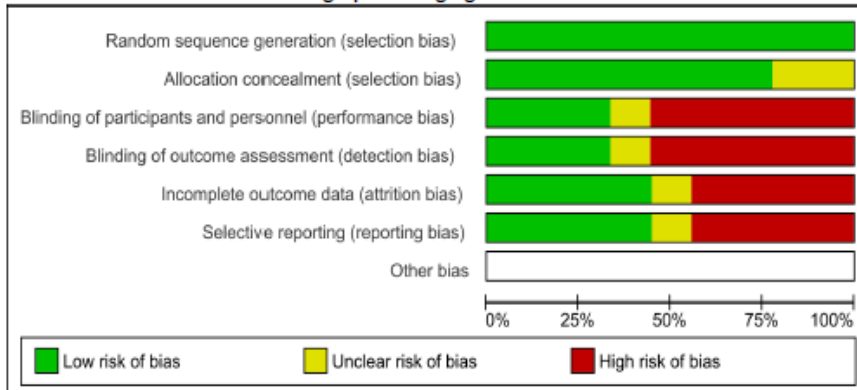 Random sequence generation (selection bias)
Allocation concealment (selection bias)
Blinding of participants and personnel (performance bias)
Blinding of outcome assessment (detection bias)
Incomplete outcome data (attrition bias)
Selective reporting (reporting bias)
Other bias
0% 25% 50% 75% 100%
Low risk of bias Unclear risk of bias High risk of bias